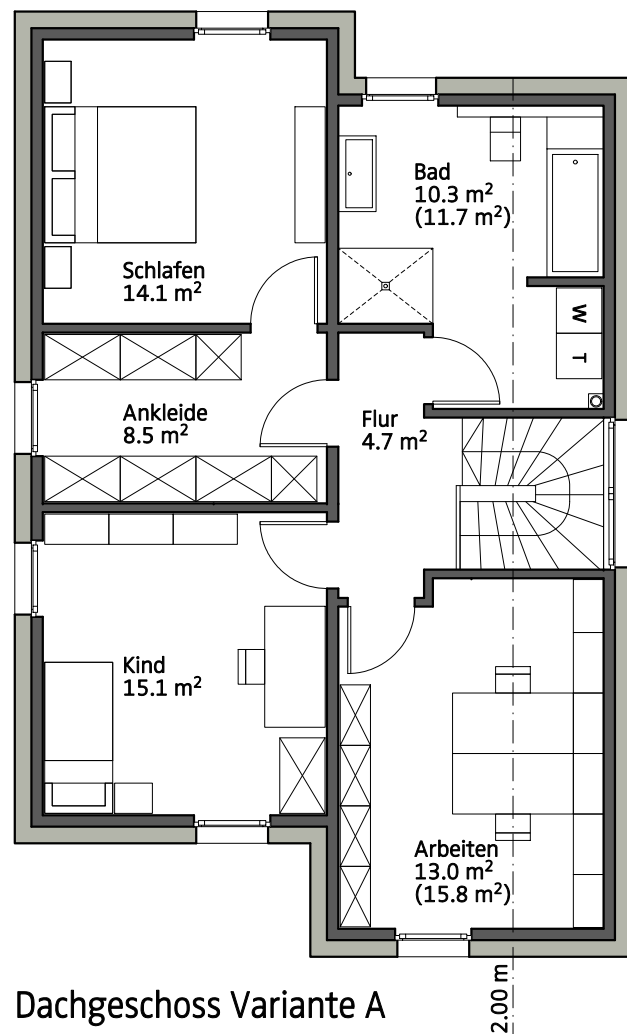 Bad
10.3 m²
(11.7 m²)
Schlafen
14.1 m²
W
T
Ankleide
8.5 m²
Flur
4.7 m²
Kind
15.1 m²
Arbeiten
13.0 m²
(15.8 m²)
Dachgeschoss Variante A
2.00 m